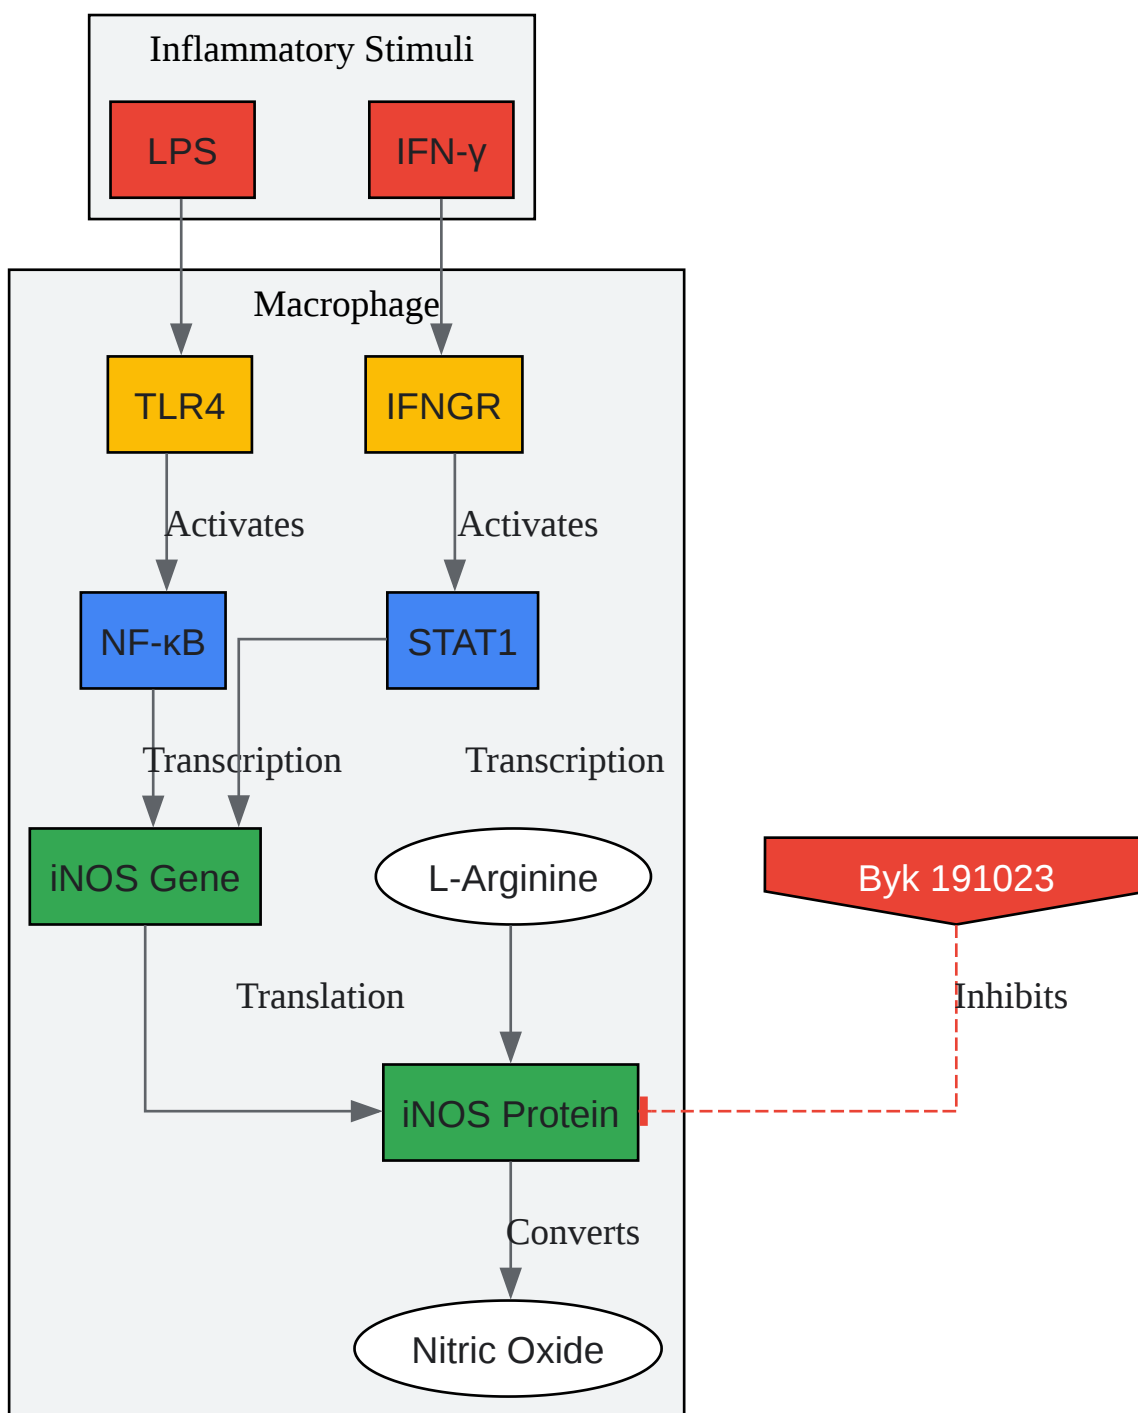 Inflammatory Stimuli
LPS
IFN-γ
Macrophage
TLR4
IFNGR
Activates
Activates
NF-κB
STAT1
Transcription
Transcription
iNOS Gene
L-Arginine
Byk 191023
Translation
Inhibits
iNOS Protein
Converts
Nitric Oxide